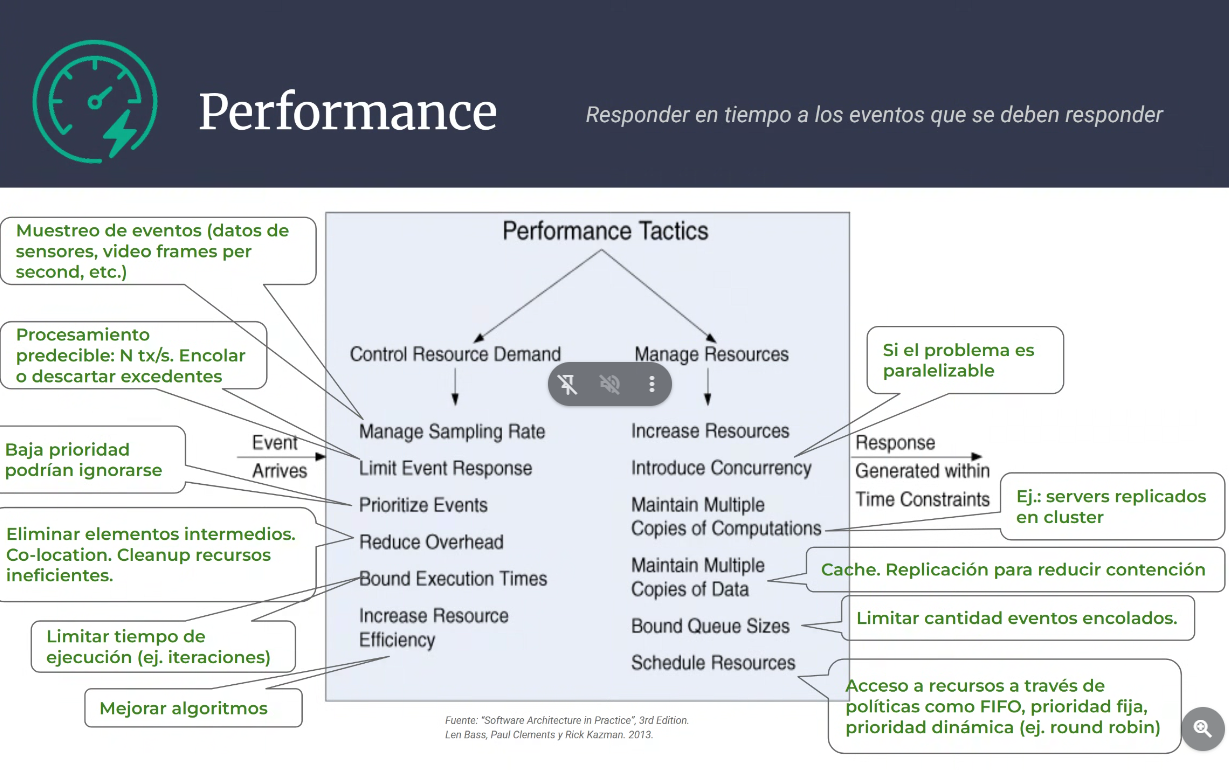 Performance
Responder en tiempo a los eventos que se deben responder
Muestreo de eventos (datos de
sensores, video frames per
second, etc.)
Procesamiento
predecible: N tx/s. Encolar
o descartar excedentes
Baja prioridad
podrían ignorarse
Eliminar elementos intermedios.
Co-location. Cleanup recursos
ineficientes.
Limitar tiempo de
ejecución (ej. iteraciones)
Mejorar algoritmos
Event
Arrives
Performance Tactics
Control Resource Demand
Manage Sampling Rate
Limit Event Response
Prioritize Events
Reduce Overhead
Bound Execution Times
Increase Resource
Efficiency
Manage Resources
Increase Resources
Introduce Concurrency
Maintain Multiple
Copies of Computations
Maintain Multiple
Copies of Data
Bound Queue Sizes
Schedule Resources
Response
Generated within
Time Constraints
Si el problema es
paralelizable
Ej.: servers replicados
en cluster
Cache. Replicación para reducir contención
Limitar cantidad eventos encolados.
Acceso a recursos a través de
políticas como FIFO, prioridad fija,
prioridad dinámica (ej. round robin)
Fuente: "Software Architecture in Practice", 3rd Edition.
Len Bass, Paul Clements y Rick Kazman. 2013.